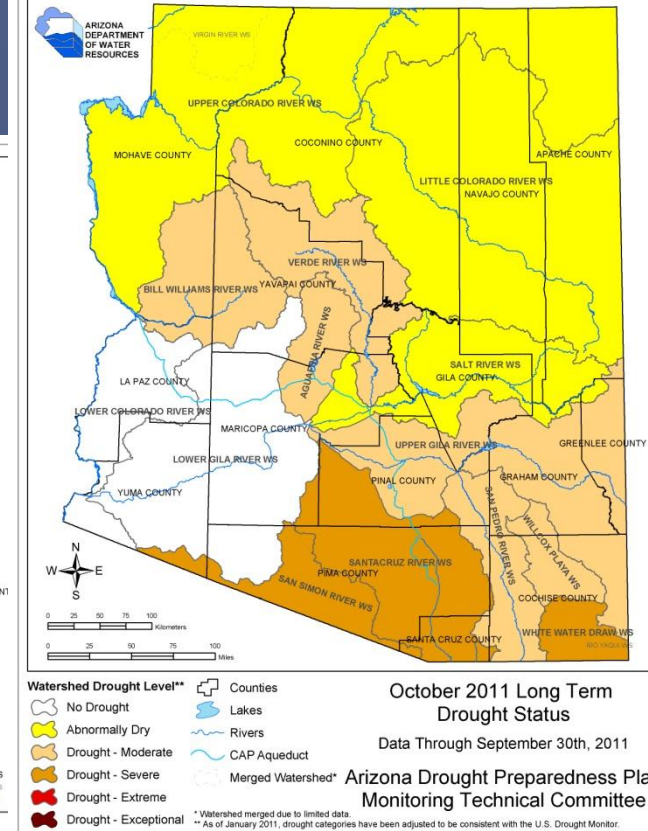 ARIZONA
DEPARTMENT
OF WATER
RESOURCES
VIRGIN RIVER WS
UPPER COLORADO RIVER WS
COCONINO COUNTY
MOHAVE COUNTY
APACHE COUNTY
LITTLE COLORADO RIVER WS
NAVAJO COUNTY
VERDE RIVER WS
YAVAPAI COUNTY
BILL WILLIAMS RIVER WS
AGUA FRIA RIVER WS
SALT RIVER WS
GILA COUNTY
LA PAZ COUNTY
LOWER COLORADO RIVER WS
MARICOPA COUNTY
UPPER GILA RIVER WS
GREENLEE COUNTY
LOWER GILA RIVER WS
PINAL COUNTY
GRAHAM COUNTY
YUMA COUNTY
SAN PEDRO RIVER WS
WILLCOX PLAYA WS
N
W E
S
SANTACRUZ RIVER WS
PIMA COUNTY
SAN SIMON RIVER WS
COCHISE COUNTY
SANTA CRUZ COUNTY
WHITE WATER DRAW WS
RIO YAQUI WS
0 25 50 75 100
Kilometers
0 25 50 75 100
Miles
Watershed Drought Level**
No Drought
Abnormally Dry
Drought - Moderate
Drought - Severe
Drought - Extreme
Drought - Exceptional
Counties
Lakes
Rivers
CAP Aqueduct
Merged Watershed*
October 2011 Long Term
Drought Status
Data Through September 30th, 2011
Arizona Drought Preparedness Pla
Monitoring Technical Committee
* Watershed merged due to limited data.
** As of January 2011, drought categories have been adjusted to be consistent with the U.S. Drought Monitor.